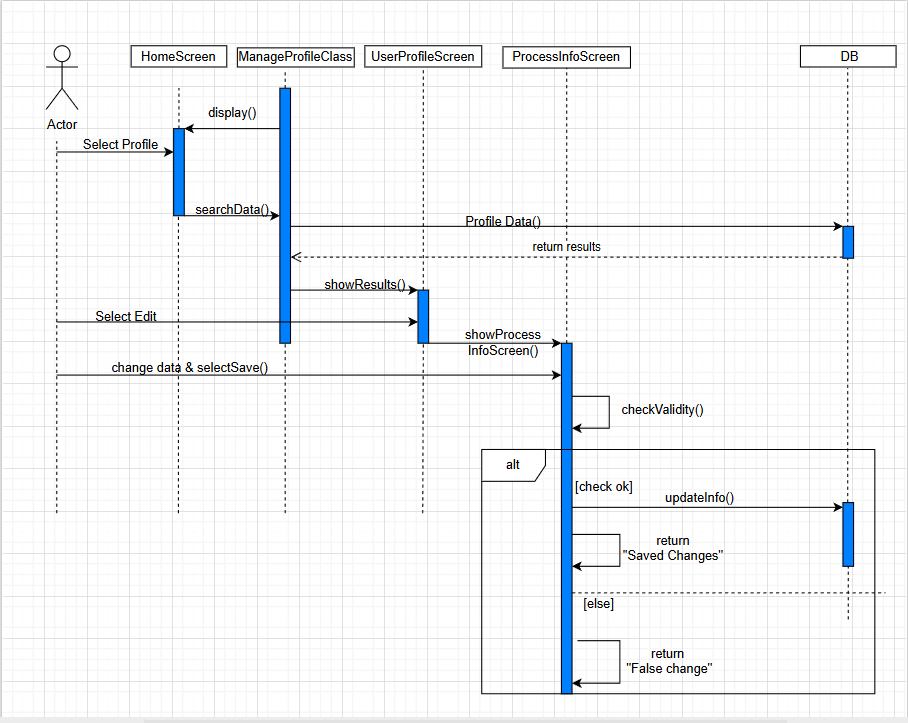 HomeScreen
ManageProfileClass
UserProfileScreen
ProcessInfoScreen
DB
Actor
display()
Select Profile
searchData()
Profile Data()
return results
showResults()
Select Edit
showProcess
InfoScreen()
change data & selectSave()
checkValidity()
alt
[check ok]
updateInfo()
return
"Saved Changes"
[else]
return
"False change"